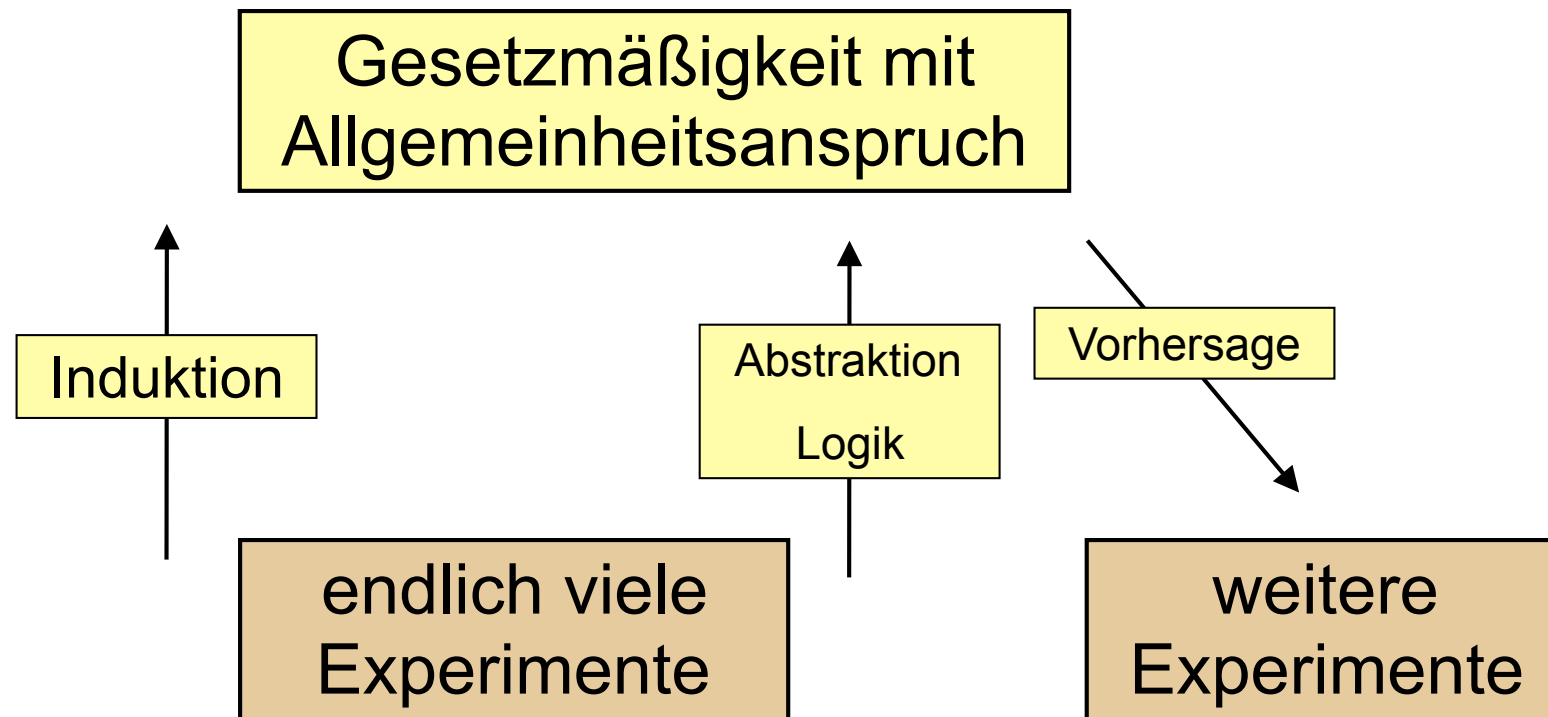 Gesetzmäßigkeit mit
Allgemeinheitsanspruch
Induktion
Abstraktion
Logik
Vorhersage
endlich viele
Experimente
weitere
Experimente